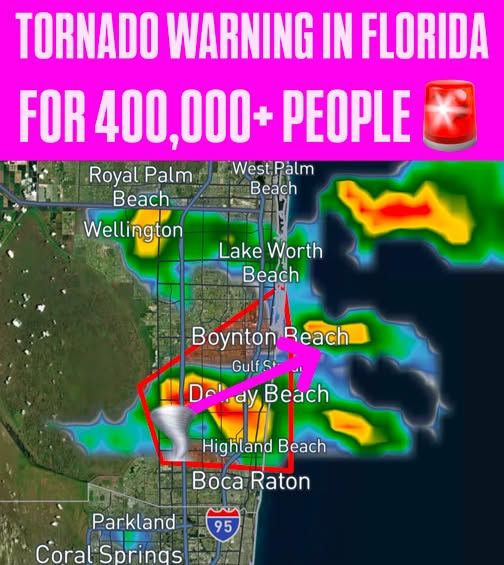 TORNADO WARNING IN FLORIDA
FOR 400,000+ PEOPLE
Royal Palm
Beach
West Palm
Beach
Wellington
Lake Worth
Beach
Boynton Beach
Gulf
Delray Beach
Highland Beach
Boca Raton
Parkland
95
Coral Springs